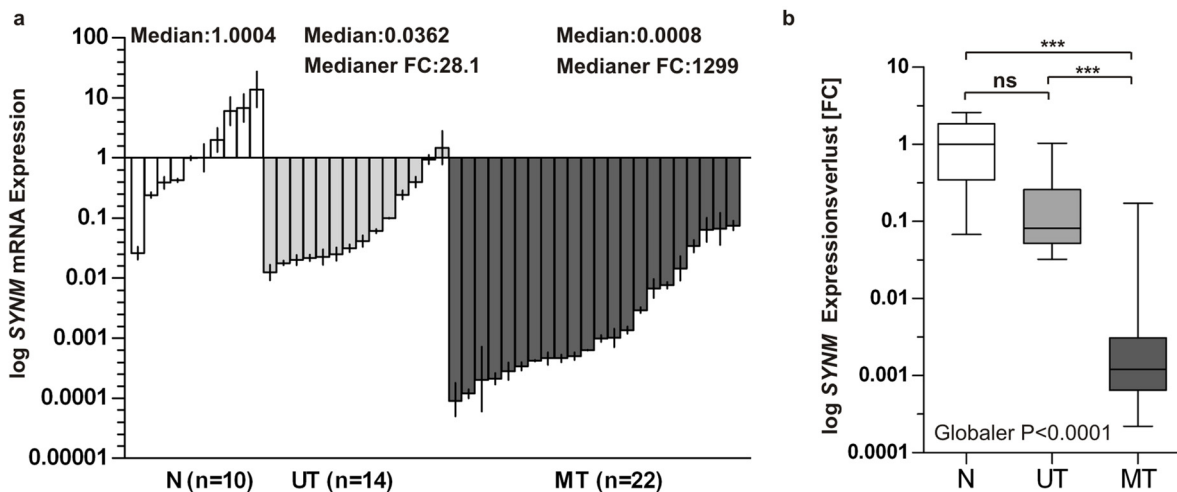 a
Median:1.0004
Median:0.0362
Median:0.0008
Medianer FC:28.1
Medianer FC:1299
log SYNM mRNA Expression
100
10
1
0.1
0.01
0.001
0.0001
0.00001
N (n=10)
UT (n=14)
MT (n=22)
b
***
ns
***
log SYNM Expressionsverlust [FC]
10
1
0.1
0.01
0.001
0.0001
Globaler P<0.0001
N
UT
MT